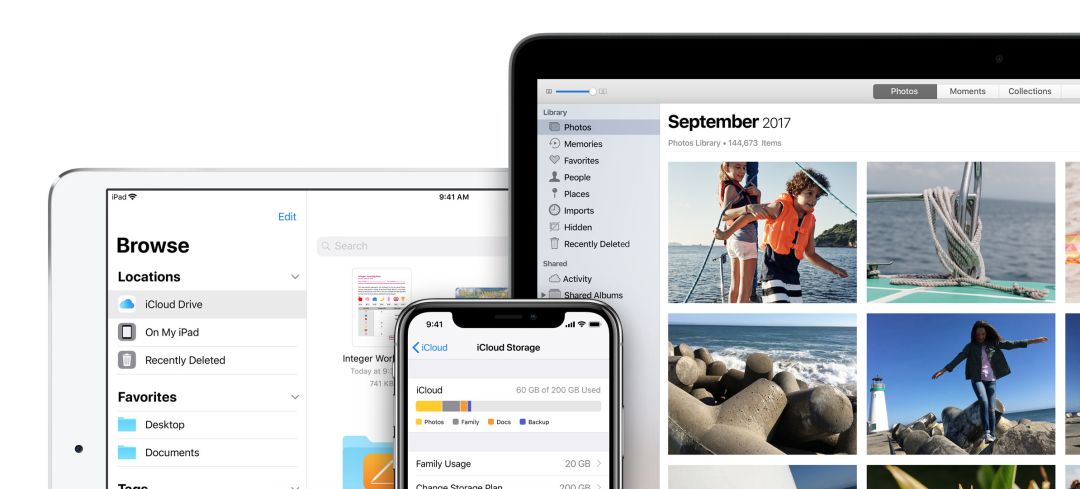 iPad
9:41 AM
Edit
Browse
Locations
iCloud Drive
On My iPad
Recently Deleted
Favorites
Desktop
Documents
Tags
Search
Integer Wor
Today at 9:3
741 KB
9:41
iCloud
iCloud Storage
iCloud
60 GB of 200 GB Used
Photos Family Docs Backup
Family Usage
20 GB
Change Storage Plan
200 GB
Photos Moments Collections
Library
Photos
Memories
Favorites
People
Places
Imports
Hidden
Recently Deleted
Shared
Activity
Shared Albums
September 2017
Photos Library • 144,673 Items